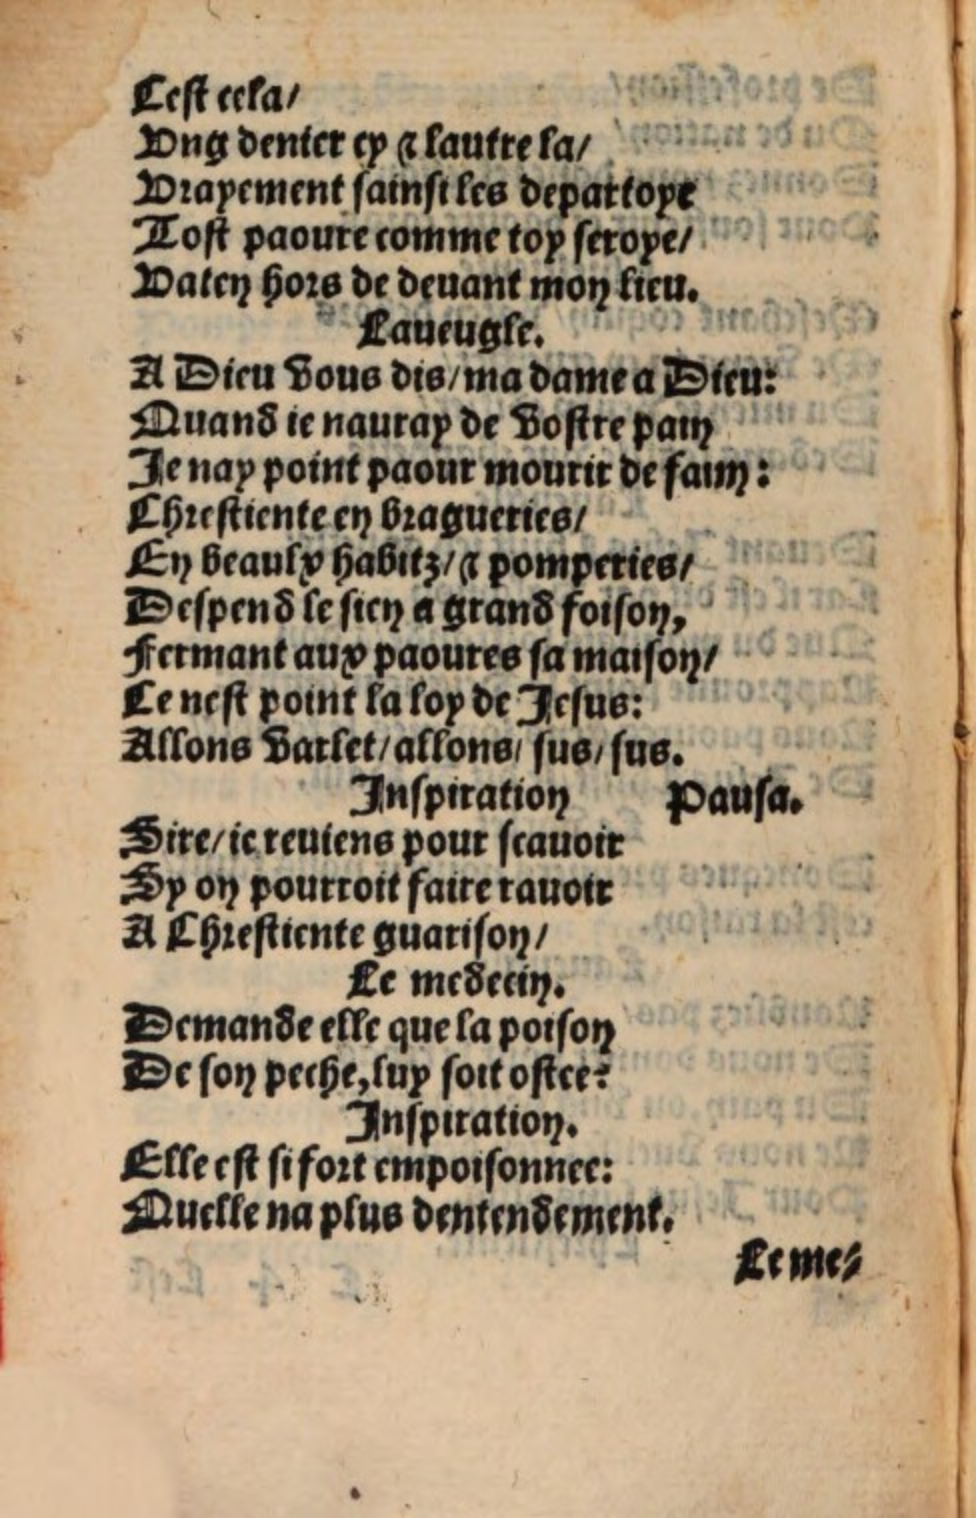 Cest cela/
Vng denier cy & lautre la/
Vrayement sainsi les departoye
Tost paoure comme toy seroye/
Vaten hors de deuant mon lieu.
Laueugle.
A Dieu vous dis/ma dame a Dieu:
Quand ie nauray de vostre pain
Je nay point paour mourir de faim:
Chrestiente en bragueries/
En beaulx habitz/& pomperies/
Despend le sien a grand foison,
Fermant aux paoures sa maison/
Ce nest point la loy de Jesus:
Allons varlet/allons/sus/sus.
Inspiration Pausa.
Sire/ie reuiens pour scauoir
Sy on pourroit faire rauoir
A Chrestiente guarison/
Le medecin.
Demande elle que la poison
De son peche, luy soit ostee?
Inspiration.
Elle est si fort empoisonnee:
Quelle na plus dentendement.
Le me⸗